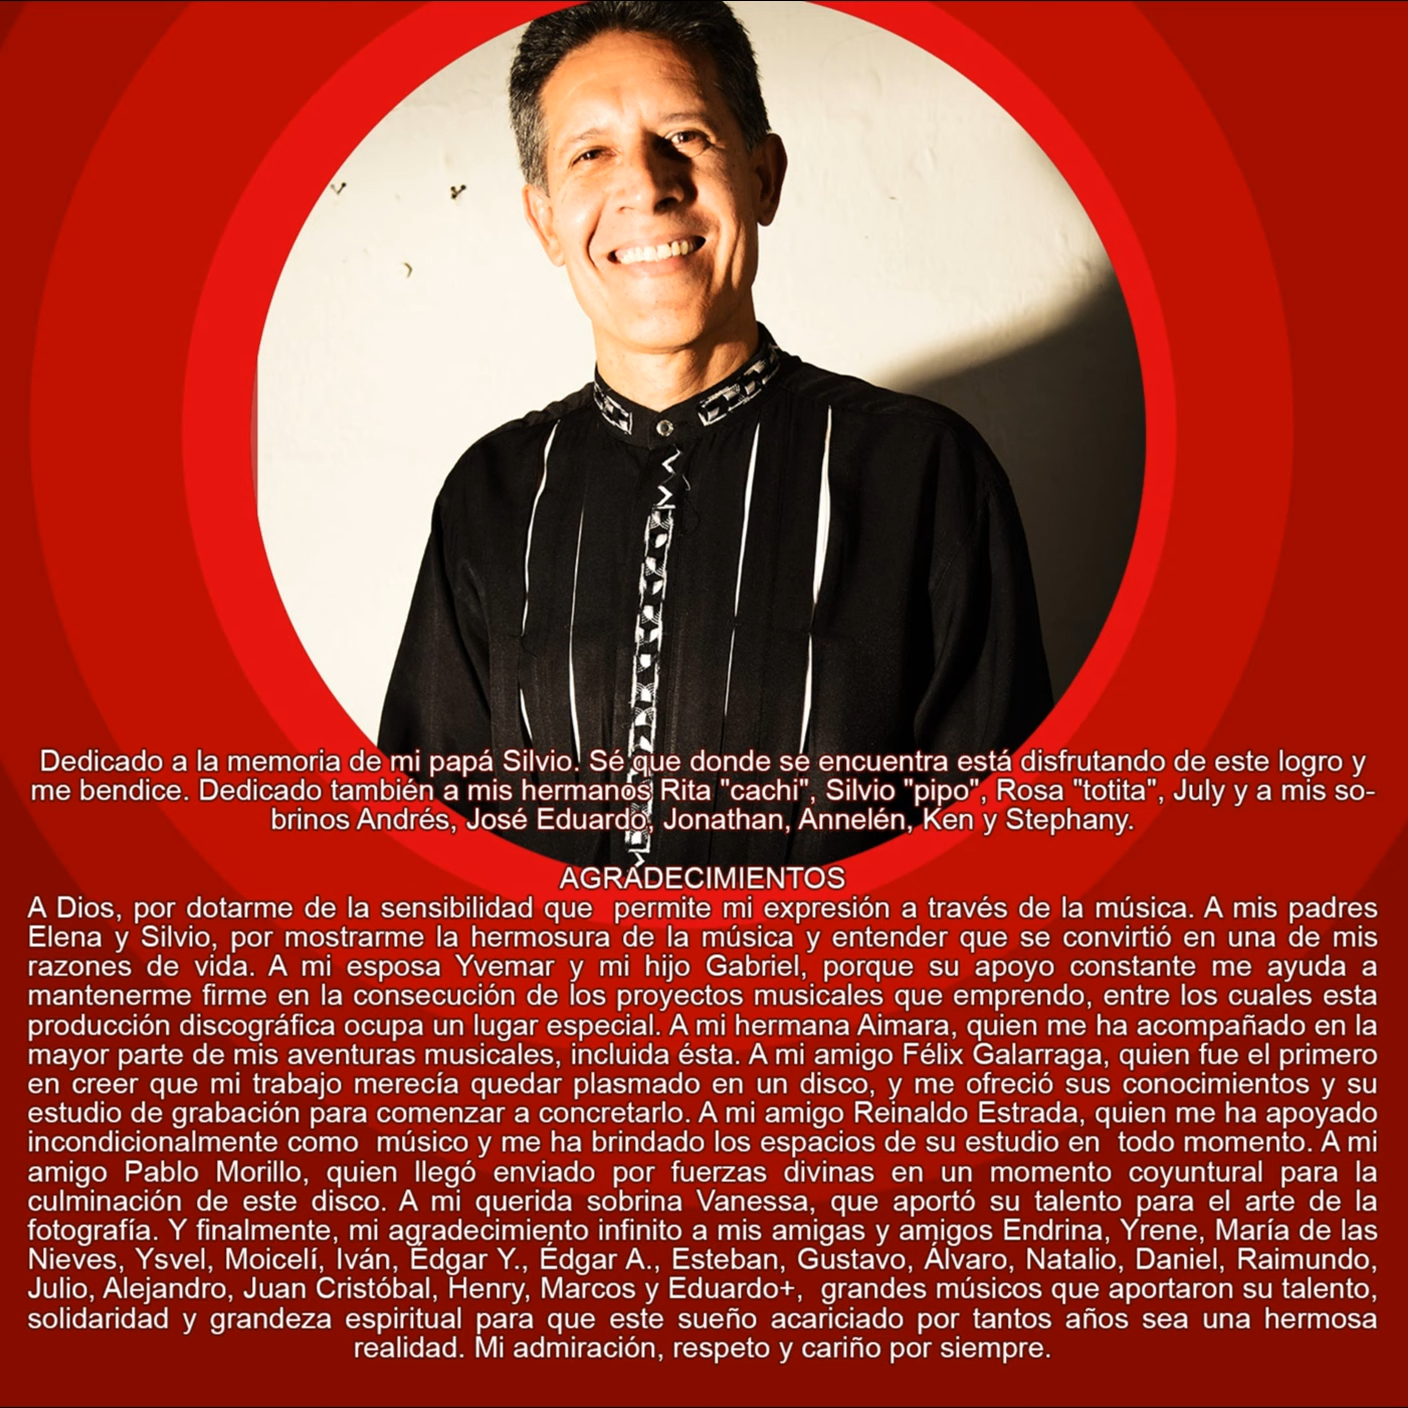 Dedicado a la memoria de mi papá Silvio. Sé que donde se encuentra está disfrutando de este logro y
me bendice. Dedicado también a mis hermanos Rita "cachi", Silvio "pipo", Rosa "totita", July y a mis so-
brinos Andrés, José Eduardo, Jonathan, Annelén, Ken y Stephany.
AGRADECIMIENTOS
A Dios, por dotarme de la sensibilidad que permite mi expresión a través de la música. A mis padres
Elena y Silvio, por mostrarme la hermosura de la música y entender que se convirtió en una de mis
razones de vida. A mi esposa Yvemar y mi hijo Gabriel, porque su apoyo constante me ayuda a
mantenerme firme en la consecución de los proyectos musicales que emprendo, entre los cuales esta
producción discográfica ocupa un lugar especial. A mi hermana Aimara, quien me ha acompañado en la
mayor parte de mis aventuras musicales, incluida ésta. A mi amigo Félix Galarraga, quien fue el primero
en creer que mi trabajo merecía quedar plasmado en un disco, y me ofreció sus conocimientos y su
estudio de grabación para comenzar a concretarlo. A mi amigo Reinaldo Estrada, quien me ha apoyado
incondicionalmente como músico y me ha brindado los espacios de su estudio en todo momento. A mi
amigo Pablo Morillo, quien llegó enviado por fuerzas divinas en un momento coyuntural para la
culminación de este disco. A mi querida sobrina Vanessa, que aportó su talento para el arte de la
fotografía. Y finalmente, mi agradecimiento infinito a mis amigas y amigos Endrina, Yrene, María de las
Nieves, Ysvel, Moicelí, Iván, Édgar Y., Édgar A., Esteban, Gustavo, Álvaro, Natalio, Daniel, Raimundo,
Julio, Alejandro, Juan Cristóbal, Henry, Marcos y Eduardo+, grandes músicos que aportaron su talento,
solidaridad y grandeza espiritual para que este sueño acariciado por tantos años sea una hermosa
realidad. Mi admiración, respeto y cariño por siempre.